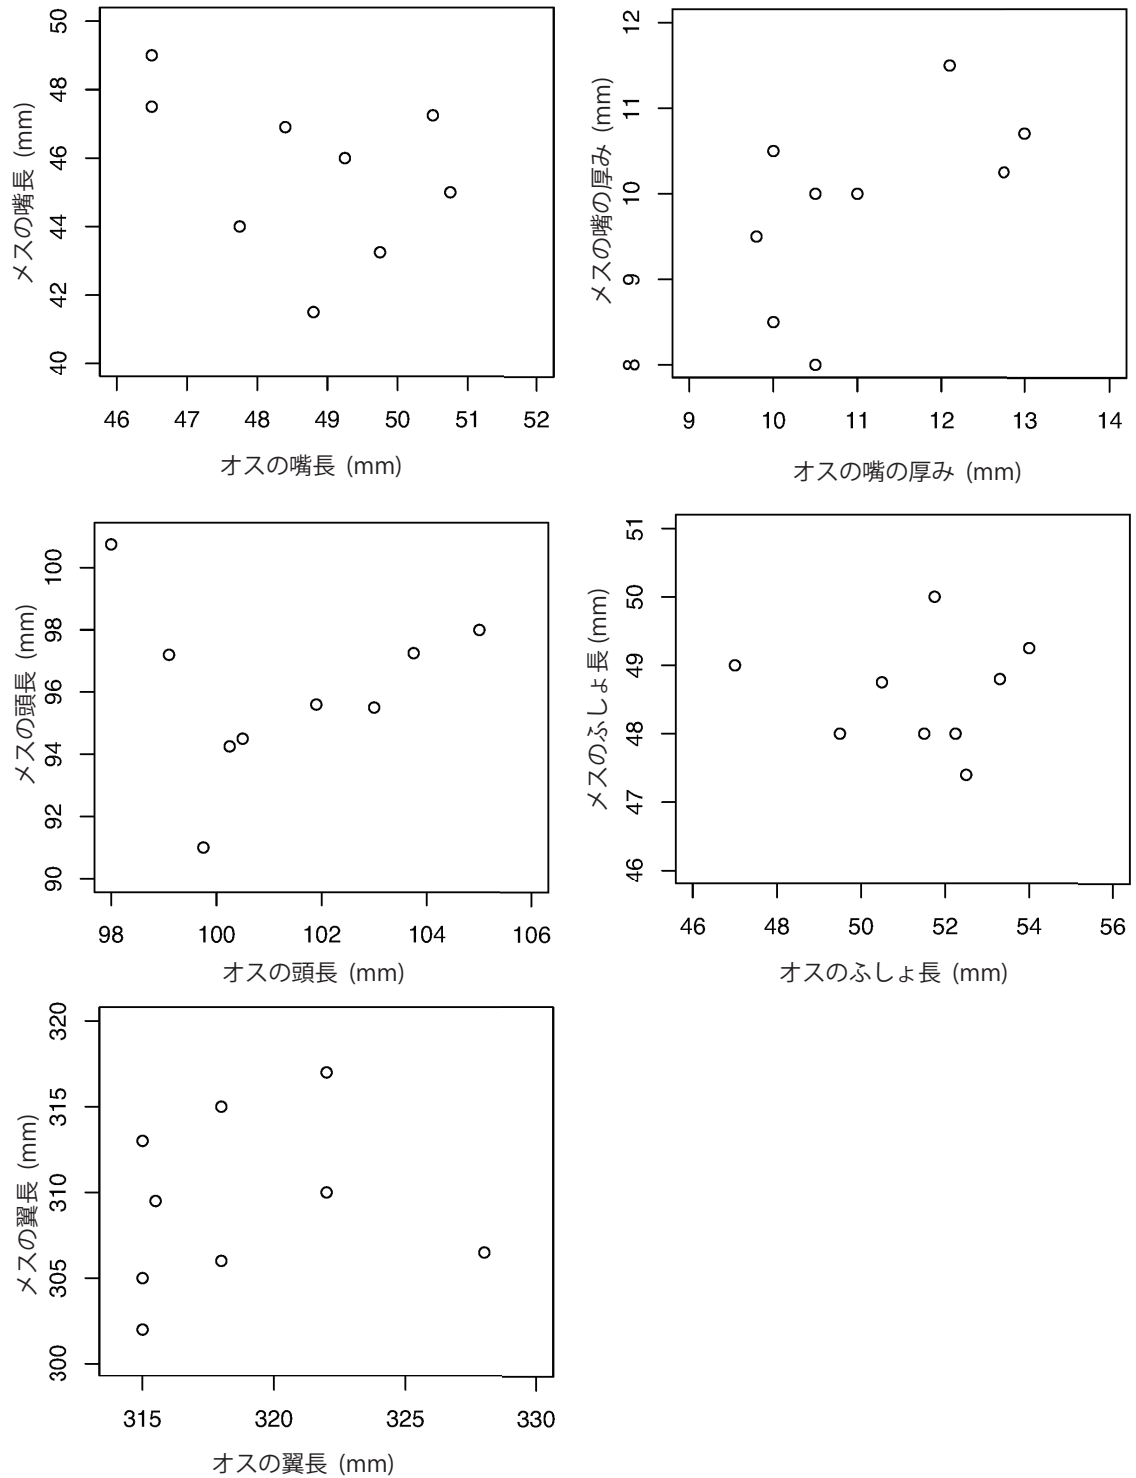 50
48
46
44
42
40
メスの嘴長 (mm)
46 47 48 49 50 51 52
オスの嘴長 (mm)
12
11
10
9
8
メスの嘴の厚み (mm)
9 10 11 12 13 14
オスの嘴の厚み (mm)
100
98
96
94
92
90
メスの頭長 (mm)
98 100 102 104 106
オスの頭長 (mm)
51
50
49
48
47
46
メスのふしょ長 (mm)
46 48 50 52 54 56
オスのふしょ長 (mm)
320
315
310
305
300
メスの翼長 (mm)
315 320 325 330
オスの翼長 (mm)